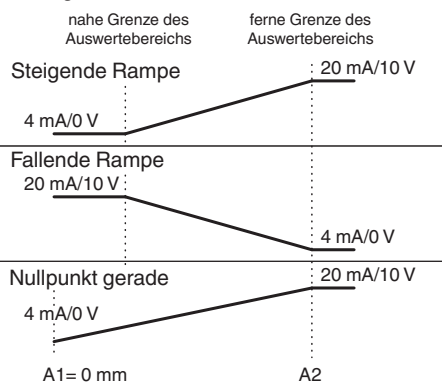 nahe Grenze des
Auswertebereichs
ferne Grenze des
Auswertebereichs
Steigende Rampe
20 mA/10 V
4 mA/0 V
Fallende Rampe
20 mA/10 V
4 mA/0 V
Nullpunkt gerade
20 mA/10 V
4 mA/0 V
A1= 0 mm
A2